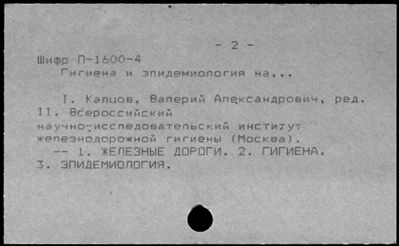 - 2 -
Шифр П-1600-4
Гигиена и эпидемиология на...
I. Капцов, Валерий Александрович, ред.
II. Всероссийский
научно-исследовательский институт
железнодорожной гигиены (Москва).
-- 1. ЖЕЛЕЗНЫЕ ДОРОГИ. 2. ГИГИЕНА.
3. ЭПИДЕМИОЛОГИЯ.